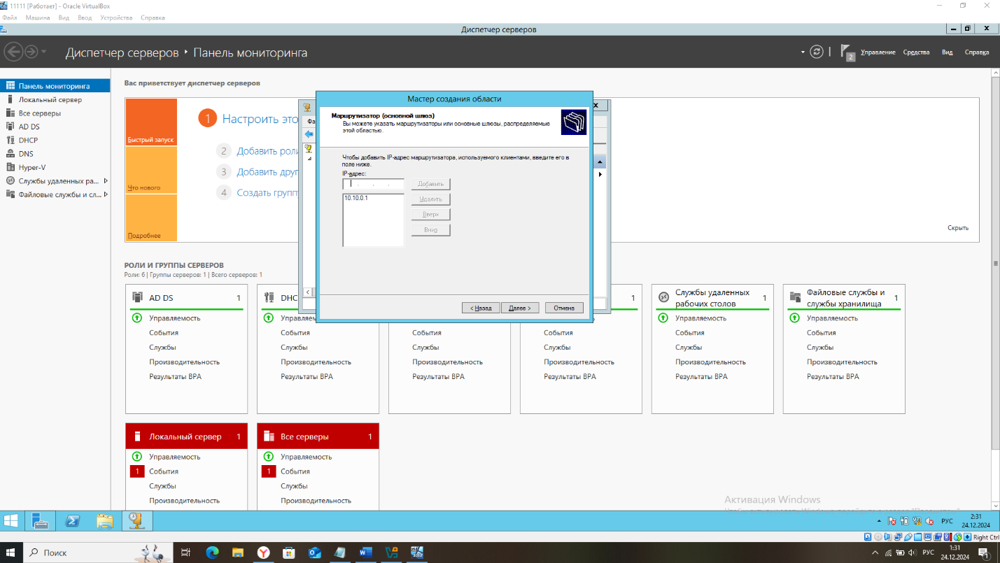 11111 [Работает] - Oracle VirtualBox
Файл Машина Вид Ввод Устройства Справка
Диспетчер серверов
Диспетчер серверов ‣ Панель мониторинга
2 Управление Средства Вид Справка
Панель мониторинга
Локальный сервер
Все серверы
AD DS
DHCP
DNS
Hyper-V
Службы удаленных ра...
Файловые службы и сл...
Вас приветствует диспетчер серверов
Быстрый запуск
Что нового
Подробнее
1 Настроить это
2 Добавить роли
3 Добавить друг
4 Создать групп
Скрыть
Фа
Мастер создания области
Маршрутизатор (основной шлюз)
Вы можете указать маршрутизаторы или основные шлюзы, распределяемые
этой областью.
Чтобы добавить IP-адрес маршрутизатора, используемого клиентами, введите его в
поле ниже.
IP-адрес:
. . . Добавить
10.10.0.1
Удалить
Вверх
Вниз
< Назад Далее > Отмена
РОЛИ И ГРУППЫ СЕРВЕРОВ
Роли: 6 | Группы серверов: 1 | Всего серверов: 1
AD DS 1
Управляемость
События
Службы
Производительность
Результаты BPA
DHC
Управляем
События
Службы
Производительность
Результаты BPA
События
Службы
Производительность
Результаты BPA
1
События
Службы
Производительность
Результаты BPA
Службы удаленных
рабочих столов 1
Управляемость
События
Службы
Производительность
Результаты BPA
Файловые службы и
службы хранилища 1
Управляемость
События
Службы
Производительность
Результаты BPA
Локальный сервер 1
Управляемость
1 События
Службы
Производительность
Все серверы 1
Управляемость
1 События
Службы
Производительность
Активация Windows
РУС 2:31
24.12.2024
Right Ctrl
Поиск
РУС 1:31
24.12.2024
1